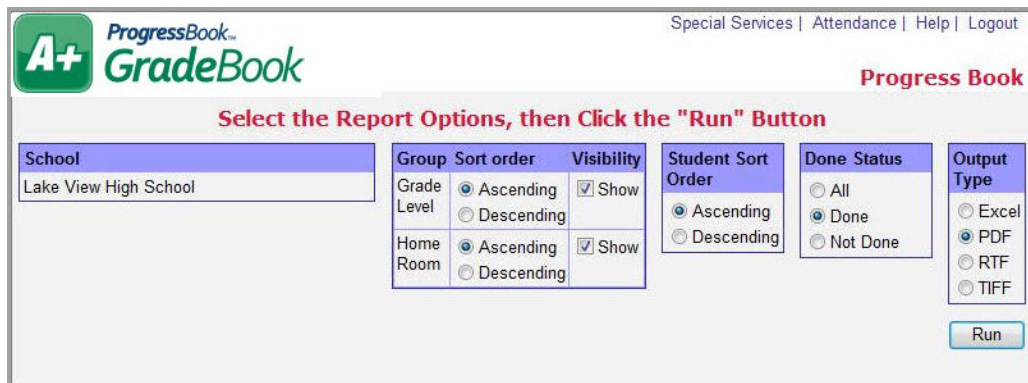 Special Services | Attendance | Help | Logout
A+
ProgressBook™
GradeBook
Progress Book
Select the Report Options, then Click the "Run" Button
School
Lake View High School
Group Sort order Visibility
Grade Level
Ascending
Descending
Show
Home Room
Ascending
Descending
Show
Student Sort
Order
Ascending
Descending
Done Status
All
Done
Not Done
Output
Type
Excel
PDF
RTF
TIFF
Run